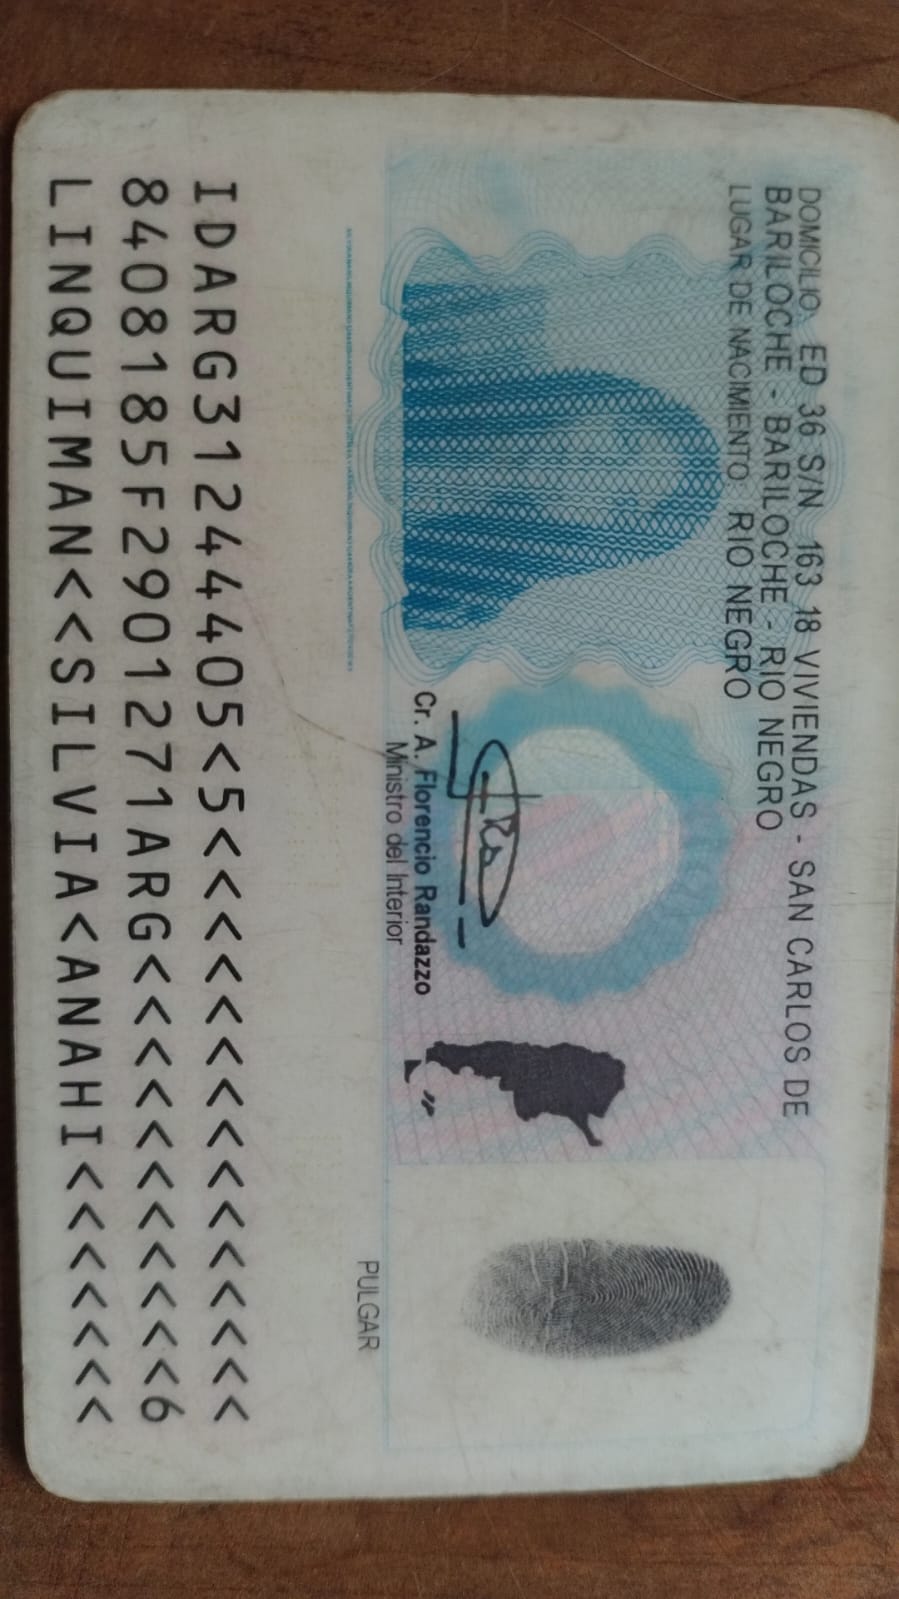 DOMICILIO: ED 36 S/N 163 18 VIVIENDAS - SAN CARLOS DE
BARILOCHE - BARILOCHE - RIO NEGRO
LUGAR DE NACIMIENTO: RIO NEGRO
Cr. A. Florencio Randazzo
Ministro del Interior
PULGAR
IDARG31244405<5<<<<<<<<<<<<<<<
8408185F2901271ARG<<<<<<<<<<<6
LINQUIMAN<<SILVIA<ANAHI<<<<<<<